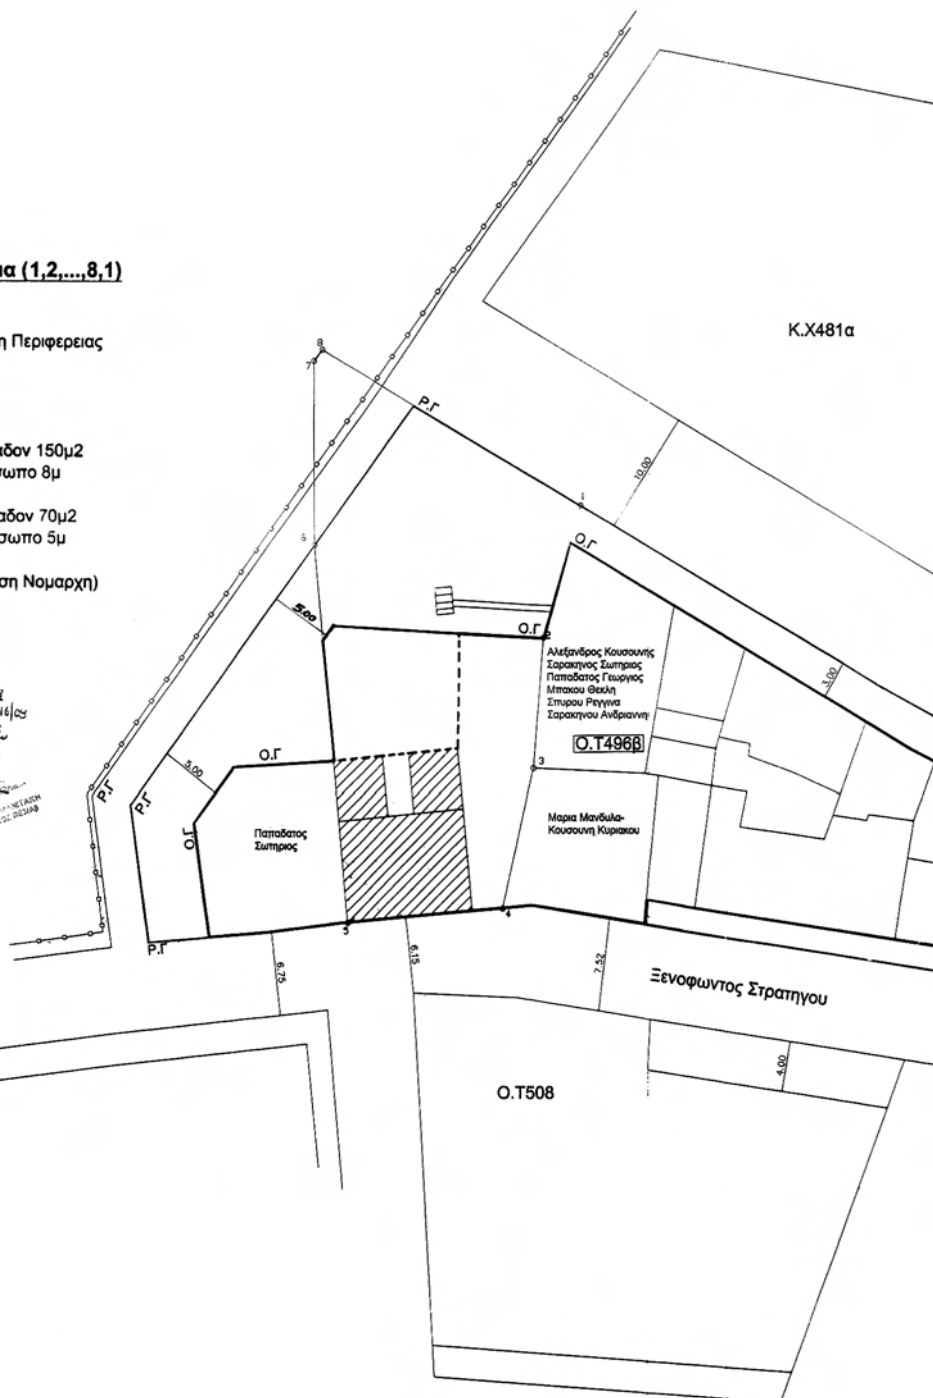 ια (1,2,...,8,1)
η Περιφερειας
αδον 150μ2
σωπο 8μ
αδον 70μ2
σωπο 5μ
ση Νομαρχη)
Κ.Χ481α
8
7
Ρ.Γ
10.00
1
6
Ο.Γ
5.00
Ο.Γ
2
Αλεξανδρος Κουσουνής
Σαρακηνος Σωτηριος
Παπαδατος Γεωργιος
Μπακου Θεκλη
Σπυρου Ρεγγινα
Σαρακηνου Ανδριαννη
Ο.Τ496β
3.00
3
Ο.Γ
5.00
Ρ.Γ
Ρ.Γ
Ο.Γ
Παπαδατος
Σωτηριος
Μαρια Μανδυλα-
Κουσουνη Κυριακου
4
5
Ρ.Γ
6.75
6.15
7.52
Ξενοφωντος Στρατηγου
4.00
Ο.Τ508